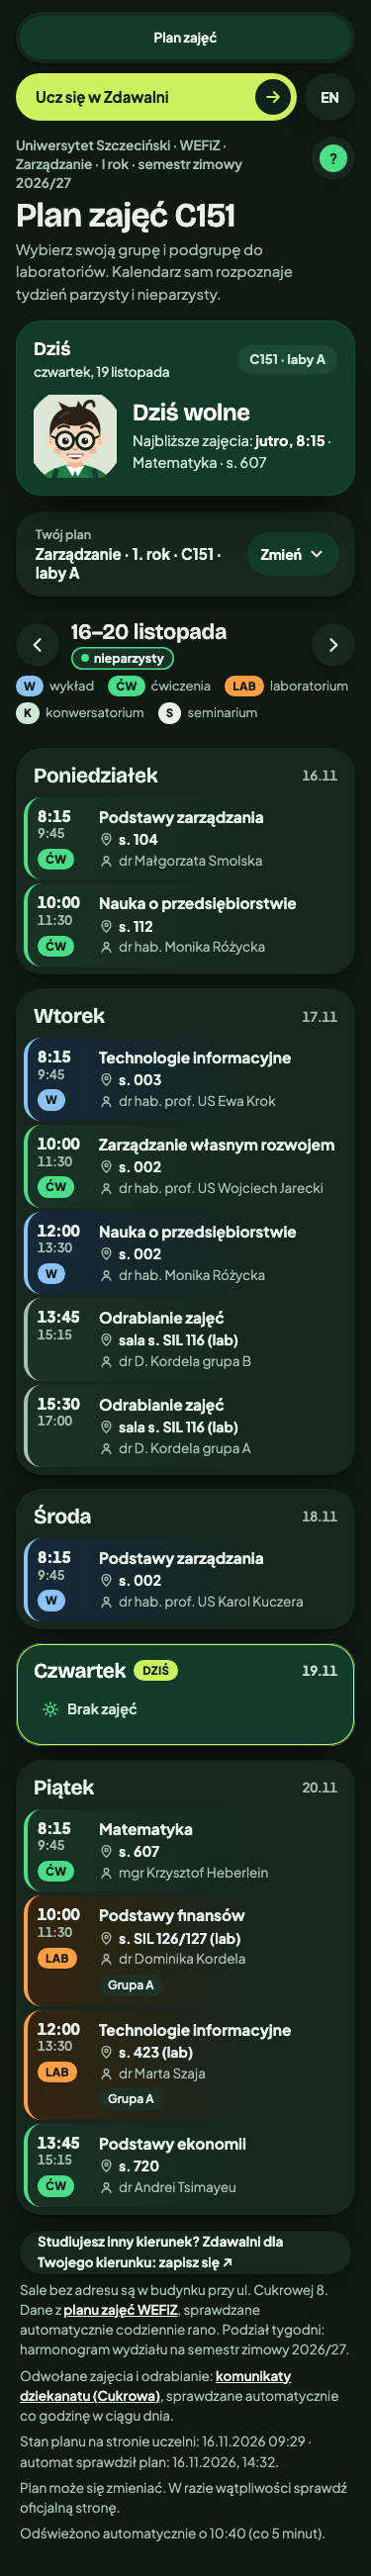 Plan zajęć
Ucz się w Zdawalni
EN
Uniwersytet Szczeciński · WEFiZ ·
Zarządzanie · I rok · semestr zimowy
2026/27
?
Plan zajęć C151
Wybierz swoją grupę i podgrupę do
laboratoriów. Kalendarz sam rozpoznaje
tydzień parzysty i nieparzysty.
Dziś
czwartek, 19 listopada
C151 · laby A
Dziś wolne
Najbliższe zajęcia: jutro, 8:15 ·
Matematyka · s. 607
Twój plan
Zarządzanie · 1. rok · C151 ·
laby A
Zmień
16–20 listopada
nieparzysty
W wykład ĆW ćwiczenia LAB laboratorium
K konwersatorium S seminarium
Poniedziałek 16.11
8:15 Podstawy zarządzania
9:45 s. 104
ĆW dr Małgorzata Smolska
10:00 Nauka o przedsiębiorstwie
11:30 s. 112
ĆW dr hab. Monika Różycka
Wtorek 17.11
8:15 Technologie informacyjne
9:45 s. 003
W dr hab. prof. US Ewa Krok
10:00 Zarządzanie własnym rozwojem
11:30 s. 002
ĆW dr hab. prof. US Wojciech Jarecki
12:00 Nauka o przedsiębiorstwie
13:30 s. 002
W dr hab. Monika Różycka
13:45 Odrabianie zajęć
15:15 sala s. SIL 116 (lab)
dr D. Kordela grupa B
15:30 Odrabianie zajęć
17:00 sala s. SIL 116 (lab)
dr D. Kordela grupa A
Środa 18.11
8:15 Podstawy zarządzania
9:45 s. 002
W dr hab. prof. US Karol Kuczera
Czwartek DZIŚ 19.11
Brak zajęć
Piątek 20.11
8:15 Matematyka
9:45 s. 607
ĆW mgr Krzysztof Heberlein
10:00 Podstawy finansów
11:30 s. SIL 126/127 (lab)
LAB dr Dominika Kordela
Grupa A
12:00 Technologie informacyjne
13:30 s. 423 (lab)
LAB dr Marta Szaja
Grupa A
13:45 Podstawy ekonomii
15:15 s. 720
ĆW dr Andrei Tsimayeu
Studiujesz inny kierunek? Zdawalni dla
Twojego kierunku: zapisz się ↗
Sale bez adresu są w budynku przy ul. Cukrowej 8.
Dane z planu zajęć WEFiZ, sprawdzane
automatycznie codziennie rano. Podział tygodni:
harmonogram wydziału na semestr zimowy 2026/27.
Odwołane zajęcia i odrabianie: komunikaty
dziekanatu (Cukrowa), sprawdzane automatycznie
co godzinę w ciągu dnia.
Stan planu na stronie uczelni: 16.11.2026 09:29 ·
automat sprawdził plan: 16.11.2026, 14:32.
Plan może się zmieniać. W razie wątpliwości sprawdź
oficjalną stronę.
Odświeżono automatycznie o 10:40 (co 5 minut).